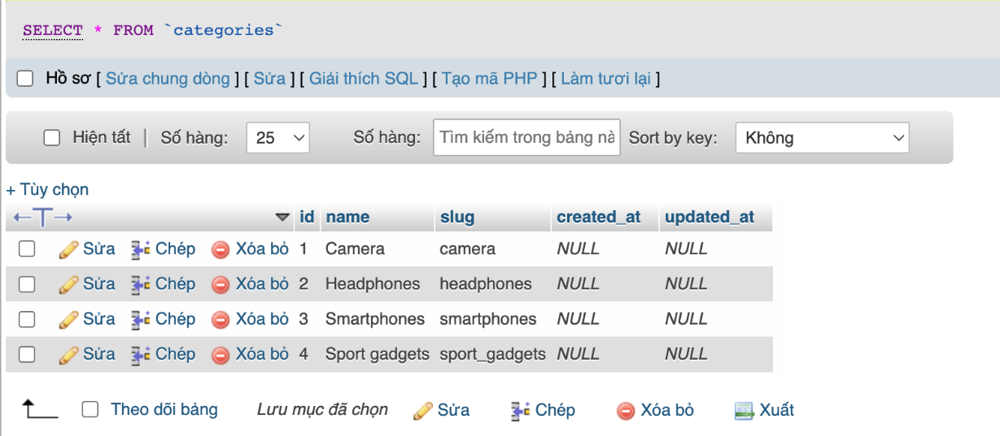 SELECT * FROM `categories`
Hồ sơ [ Sửa chung dòng ] [ Sửa ] [ Giải thích SQL ] [ Tạo mã PHP ] [ Làm tươi lại ]
Hiện tất | Số hàng: 25 Số hàng: Tìm kiếm trong bảng nà Sort by key: Không
+ Tùy chọn
id name slug created_at updated_at
Sửa Chép Xóa bỏ 1 Camera camera NULL NULL
Sửa Chép Xóa bỏ 2 Headphones headphones NULL NULL
Sửa Chép Xóa bỏ 3 Smartphones smartphones NULL NULL
Sửa Chép Xóa bỏ 4 Sport gadgets sport_gadgets NULL NULL
Theo dõi bảng Lưu mục đã chọn Sửa Chép Xóa bỏ Xuất